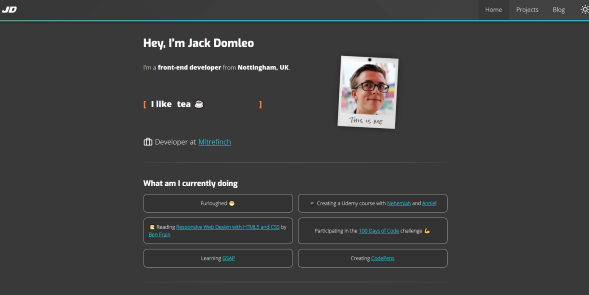 JD
Home Projects Blog
Hey, I'm Jack Domleo
I'm a front-end developer from Nottingham, UK.
[ I like tea ☕ ]
THIS IS ME
Developer at Mitrefinch
What am I currently doing
Furloughed 😷
Creating a Udemy course with Nehemiah and Annie!
Reading Responsive Web Design with HTML5 and CSS by
Ben Frain
Participating in the 100 Days of Code challenge 💪
Learning GSAP
Creating CodePens